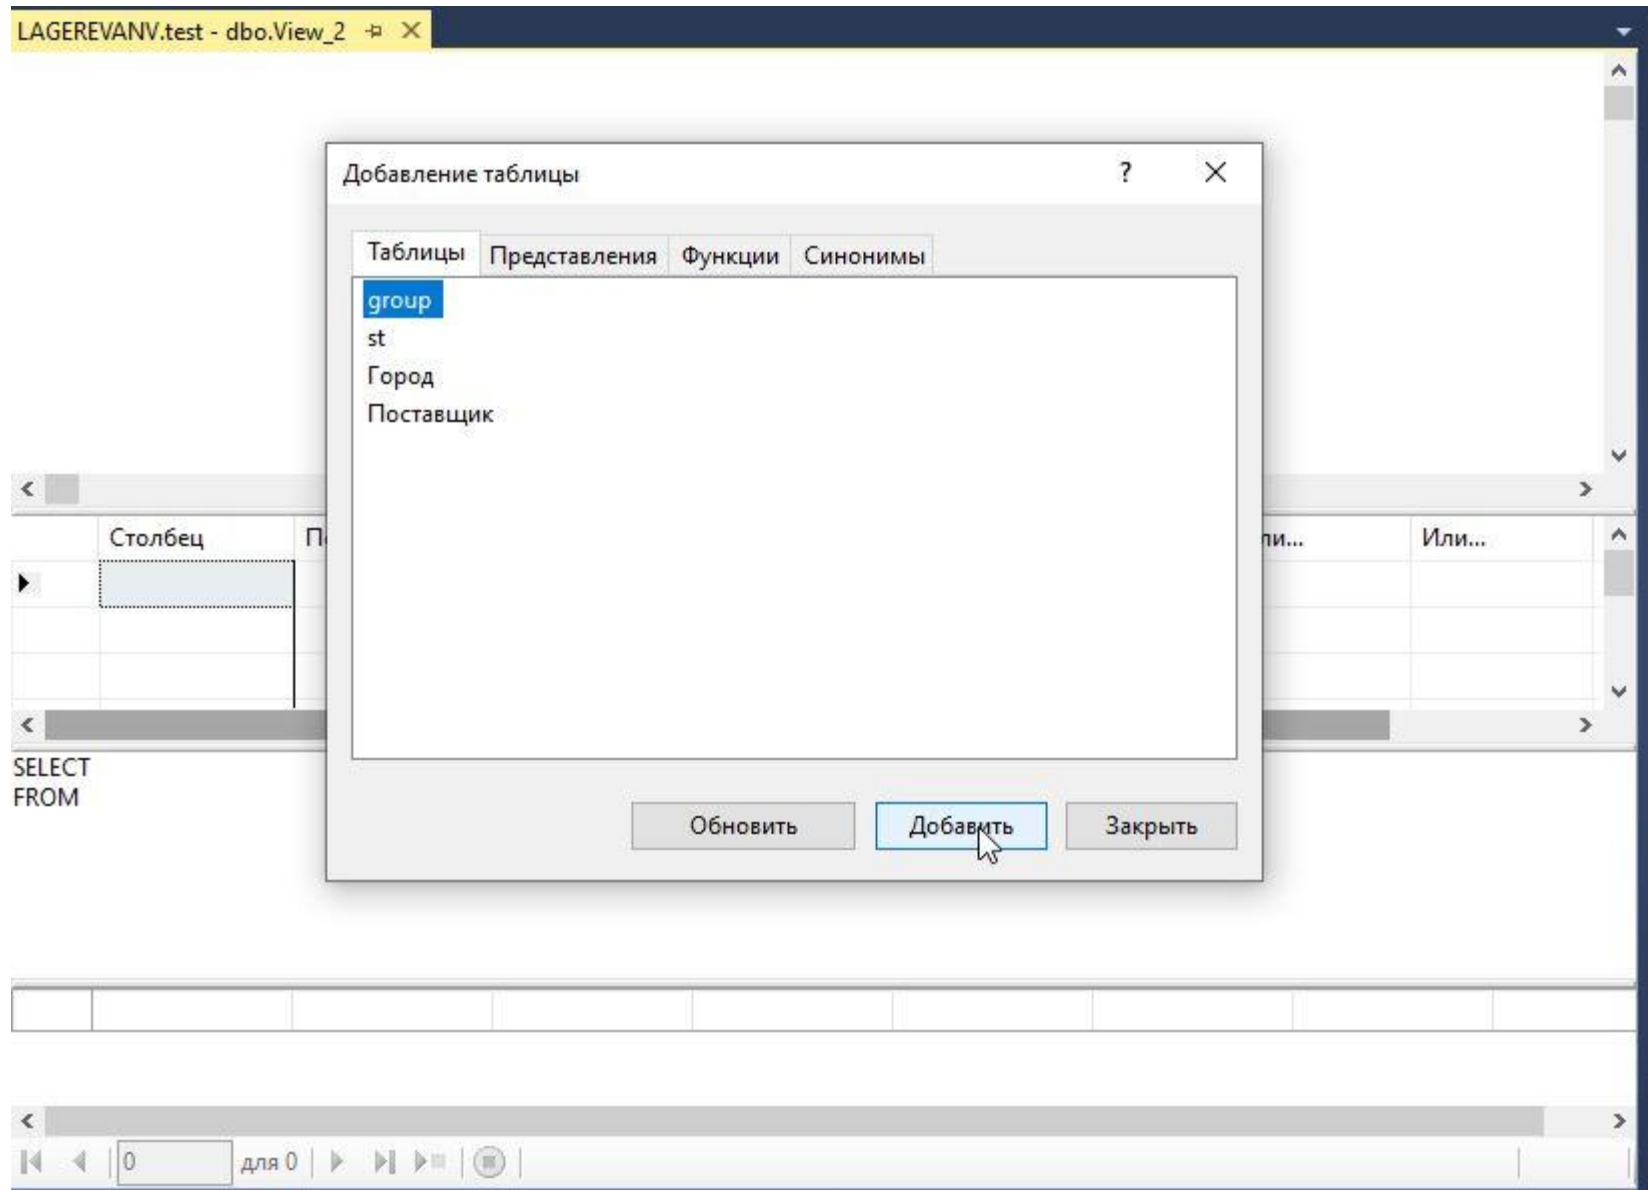 LAGEREVANV.test - dbo.View_2
Добавление таблицы
?
Таблицы Представления Функции Синонимы
group
st
Город
Поставщик
Столбец Или...
SELECT
FROM
Обновить Добавить Закрыть
0 для 0